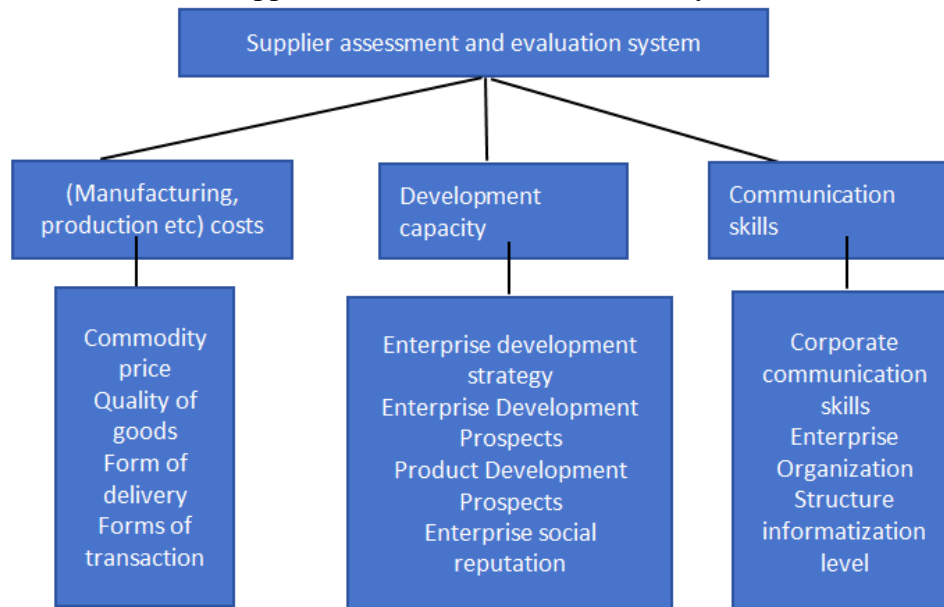 Supplier assessment and evaluation system
(Manufacturing,
production etc) costs
Development
capacity
Communication
skills
Commodity
price
Quality of
goods
Form of
delivery
Forms of
transaction
Enterprise development
strategy
Enterprise Development
Prospects
Product Development
Prospects
Enterprise social
reputation
Corporate
communication
skills
Enterprise
Organization
Structure
informatization
level